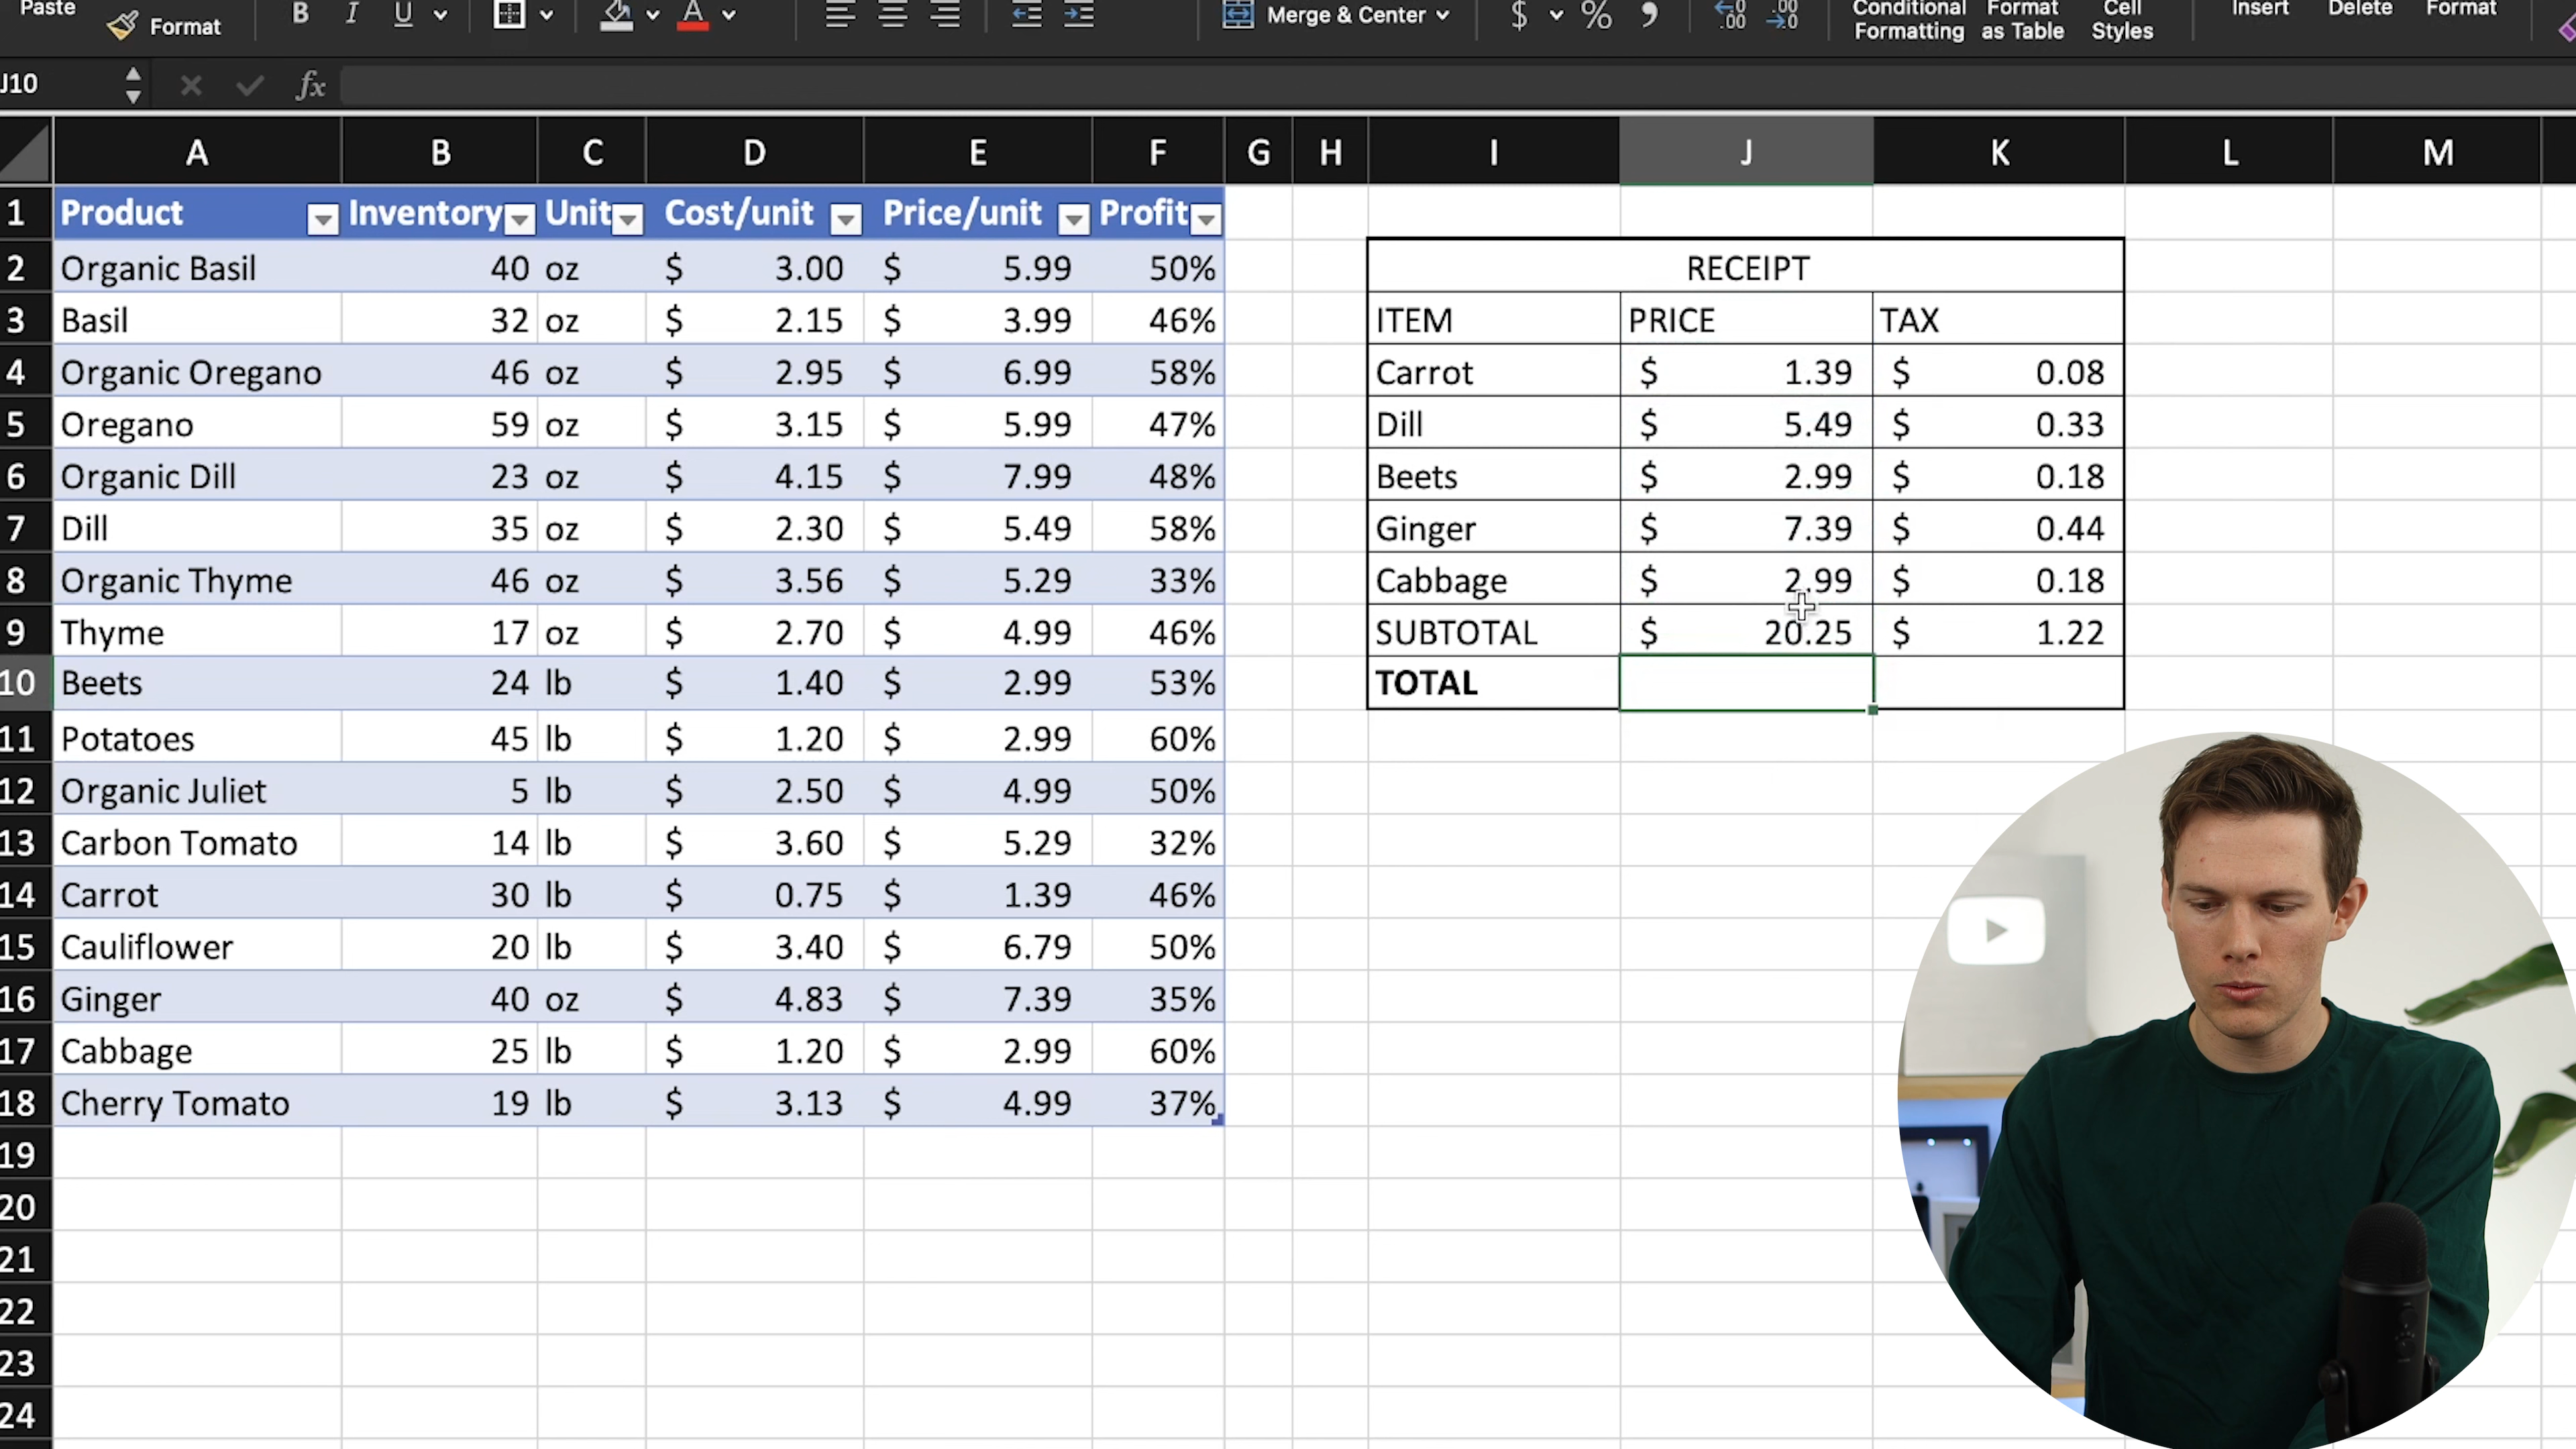 Paste
Format
B I U
A
Merge & Center
$ % 9
.00
Conditional Formatting
Format as Table
Cell Styles
Insert
Delete
Format
J10 fx
A B C D E F G H I J K L M
1 Product Inventory Unit Cost/unit Price/unit Profit
2 Organic Basil 40 oz $ 3.00 $ 5.99 50% RECEIPT
3 Basil 32 oz $ 2.15 $ 3.99 46% ITEM PRICE TAX
4 Organic Oregano 46 oz $ 2.95 $ 6.99 58% Carrot $ 1.39 $ 0.08
5 Oregano 59 oz $ 3.15 $ 5.99 47% Dill $ 5.49 $ 0.33
6 Organic Dill 23 oz $ 4.15 $ 7.99 48% Beets $ 2.99 $ 0.18
7 Dill 35 oz $ 2.30 $ 5.49 58% Ginger $ 7.39 $ 0.44
8 Organic Thyme 46 oz $ 3.56 $ 5.29 33% Cabbage $ 2.99 $ 0.18
9 Thyme 17 oz $ 2.70 $ 4.99 46% SUBTOTAL $ 20.25 $ 1.22
10 Beets 24 lb $ 1.40 $ 2.99 53% TOTAL
11 Potatoes 45 lb $ 1.20 $ 2.99 60%
12 Organic Juliet 5 lb $ 2.50 $ 4.99 50%
13 Carbon Tomato 14 lb $ 3.60 $ 5.29 32%
14 Carrot 30 lb $ 0.75 $ 1.39 46%
15 Cauliflower 20 lb $ 3.40 $ 6.79 50%
16 Ginger 40 oz $ 4.83 $ 7.39 35%
17 Cabbage 25 lb $ 1.20 $ 2.99 60%
18 Cherry Tomato 19 lb $ 3.13 $ 4.99 37%
19
20
21
22
23
24